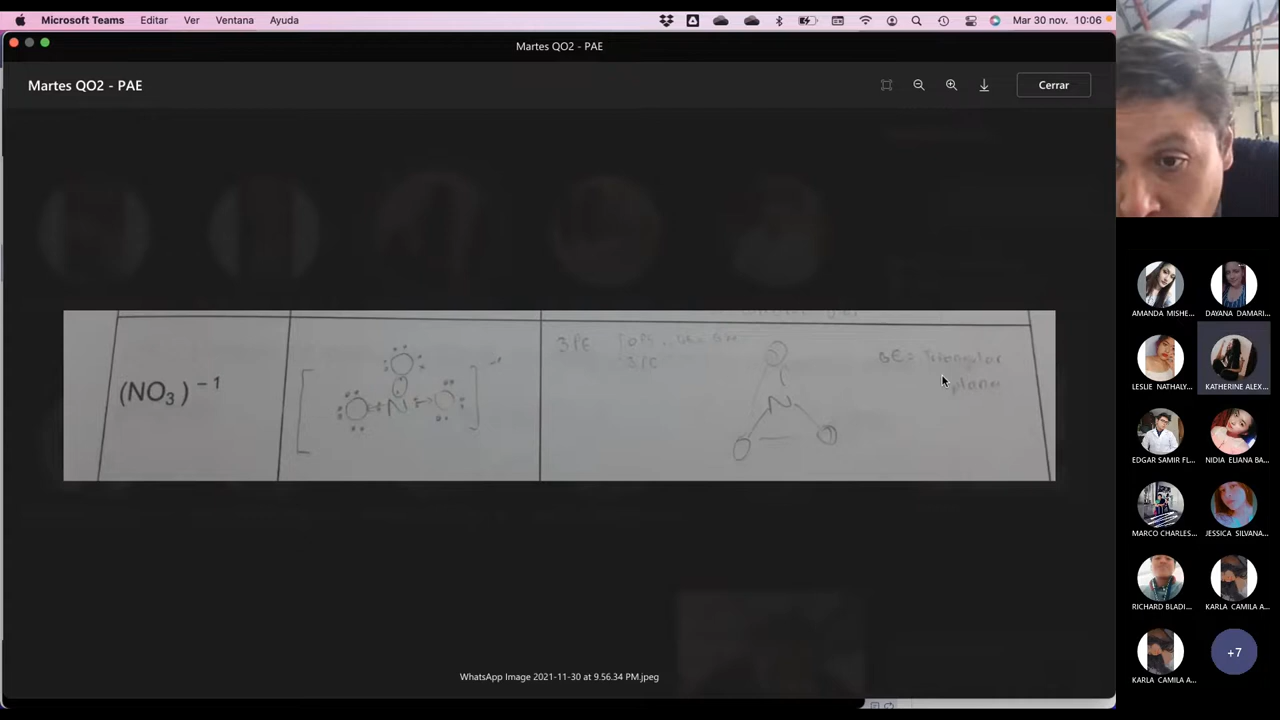 Microsoft Teams Editar Ver Ventana Ayuda
Mar 30 nov. 10:06
Martes QO2 - PAE
Martes QO2 - PAE
Cerrar
3PE
3PE
GE = Triangular
plana
(NO3)-1
O
O N O
-1
O
N
O O
WhatsApp Image 2021-11-30 at 9.56.34 PM.jpeg
AMANDA MISHE...
DAYANA DAMARI...
LESLIE NATHALY...
KATHERINE ALEX...
EDGAR SAMIR FL...
NIDIA ELIANA BA...
MARCO CHARLES...
JESSICA SILVANA...
RICHARD BLADI...
KARLA CAMILA A...
KARLA CAMILA A...
+7